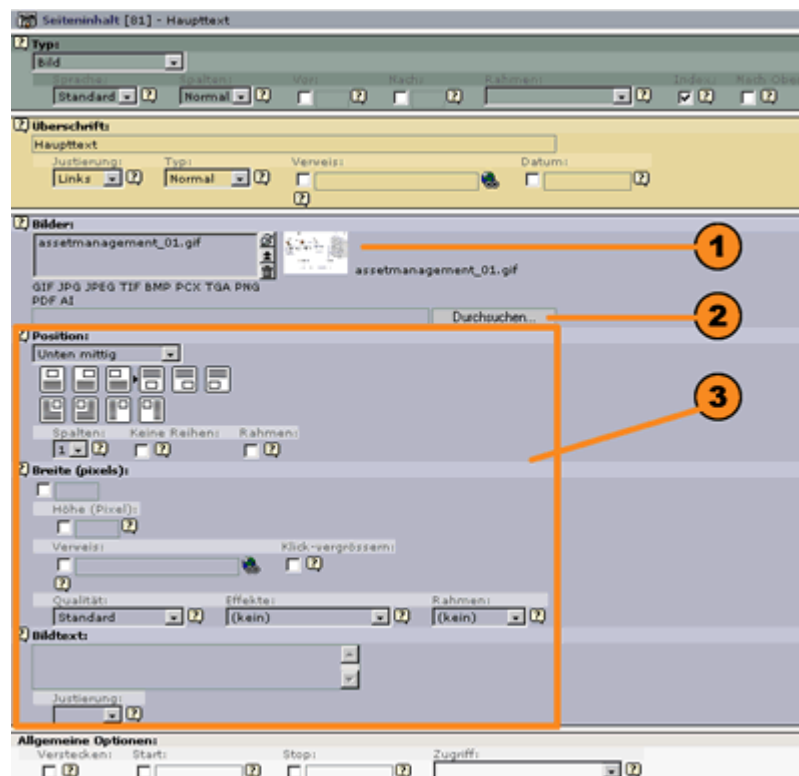 Seiteninhalt [81] - Haupttext
Typ:
Bild
Sprache: Spalten: Vor: Nach: Rahmen: Index: Nach Obe
Standard Normal
Überschrift:
Haupttext
Justierung: Typ: Verweis: Datum:
Links Normal
Bilder:
assetmanagement_01.gif
assetmanagement_01.gif
1
GIF JPG JPEG TIF BMP PCX TGA PNG
PDF AI
Durchsuchen...
2
Position:
Unten mittig
3
Spalten: Keine Reihen: Rahmen:
1
Breite (pixels):
Höhe (Pixel):
Verweis: Klick-vergrössern:
Qualität: Effekte: Rahmen:
Standard (kein) (kein)
Bildtext:
Justierung:
Allgemeine Optionen:
Verstecken: Start: Stop: Zugriff: